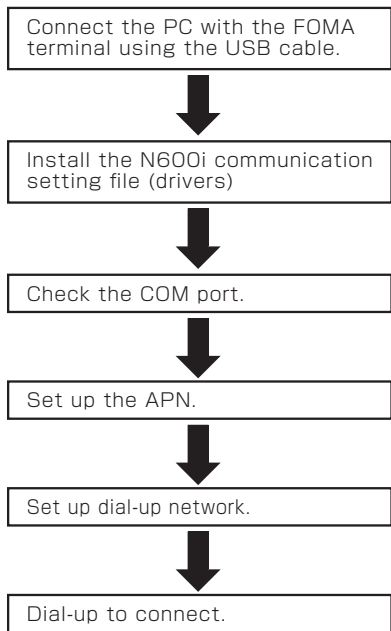 Connect the PC with the FOMA
terminal using the USB cable.
Install the N600i communication
setting file (drivers)
Check the COM port.
Set up the APN.
Set up dial-up network.
Dial-up to connect.